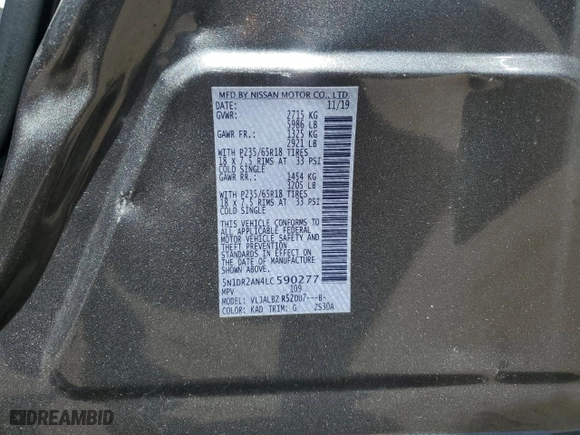 MFD BY NISSAN MOTOR CO., LTD.
DATE: 11/19
GVWR: 2715 KG
5986 LB
GAWR FR.: 1325 KG
2921 LB
WITH P235/65R18 TIRES
18 x 7.5 RIMS AT 33 PSI
COLD SINGLE
GAWR RR.: 1454 KG
3205 LB
WITH P235/65R18 TIRES
18 x 7.5 RIMS AT 33 PSI
COLD SINGLE
THIS VEHICLE CONFORMS TO
ALL APPLICABLE FEDERAL
MOTOR VEHICLE SAFETY AND
THEFT PREVENTION
STANDARDS IN EFFECT ON
THE DATE OF MANUFACTURE
SHOWN ABOVE.
5N1DR2AN4LC590277
MPV 109
MODEL: R52DU7---B-
COLOR: KAD TRIM: G 2S30A
DREAMBID